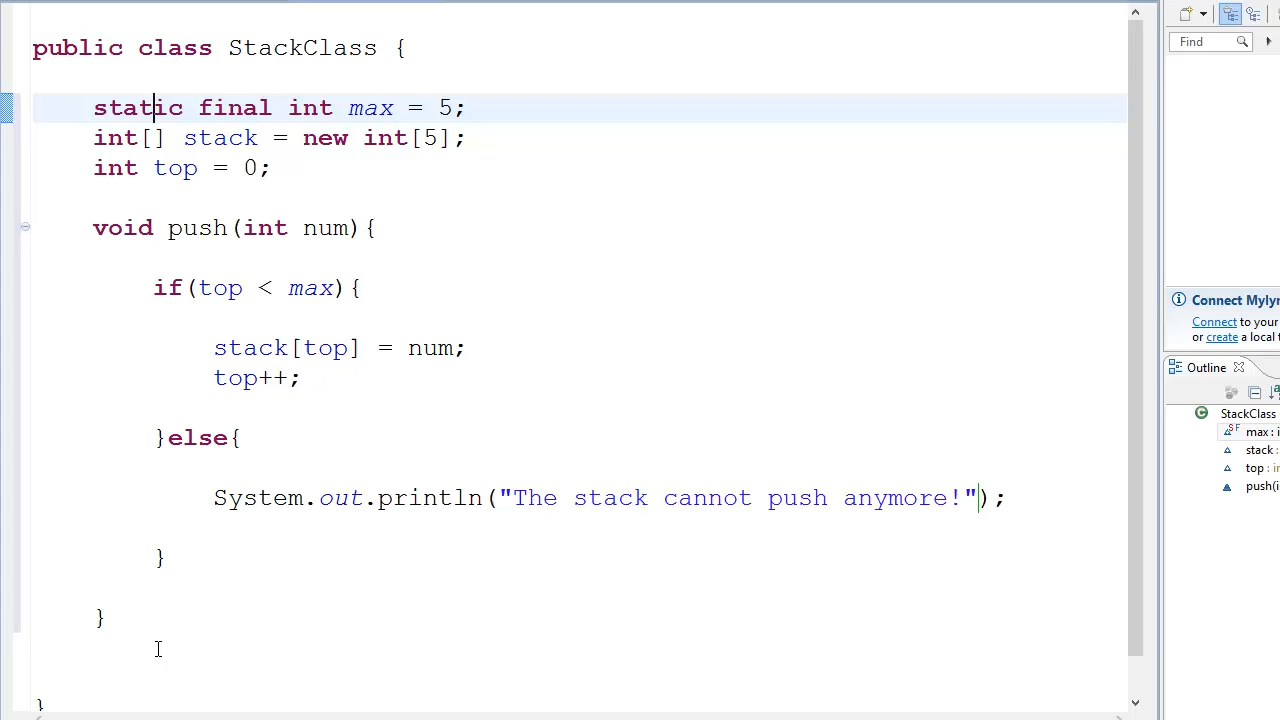 public class StackClass {
static final int max = 5;
int[] stack = new int[5];
int top = 0;
void push(int num){
if(top < max){
stack[top] = num;
top++;
}else{
System.out.println("The stack cannot push anymore!");
}
}
}
Find
Connect Mylyn
Connect to your
or create a local t
Outline
StackClass
max : i
stack :
top : in
push(i